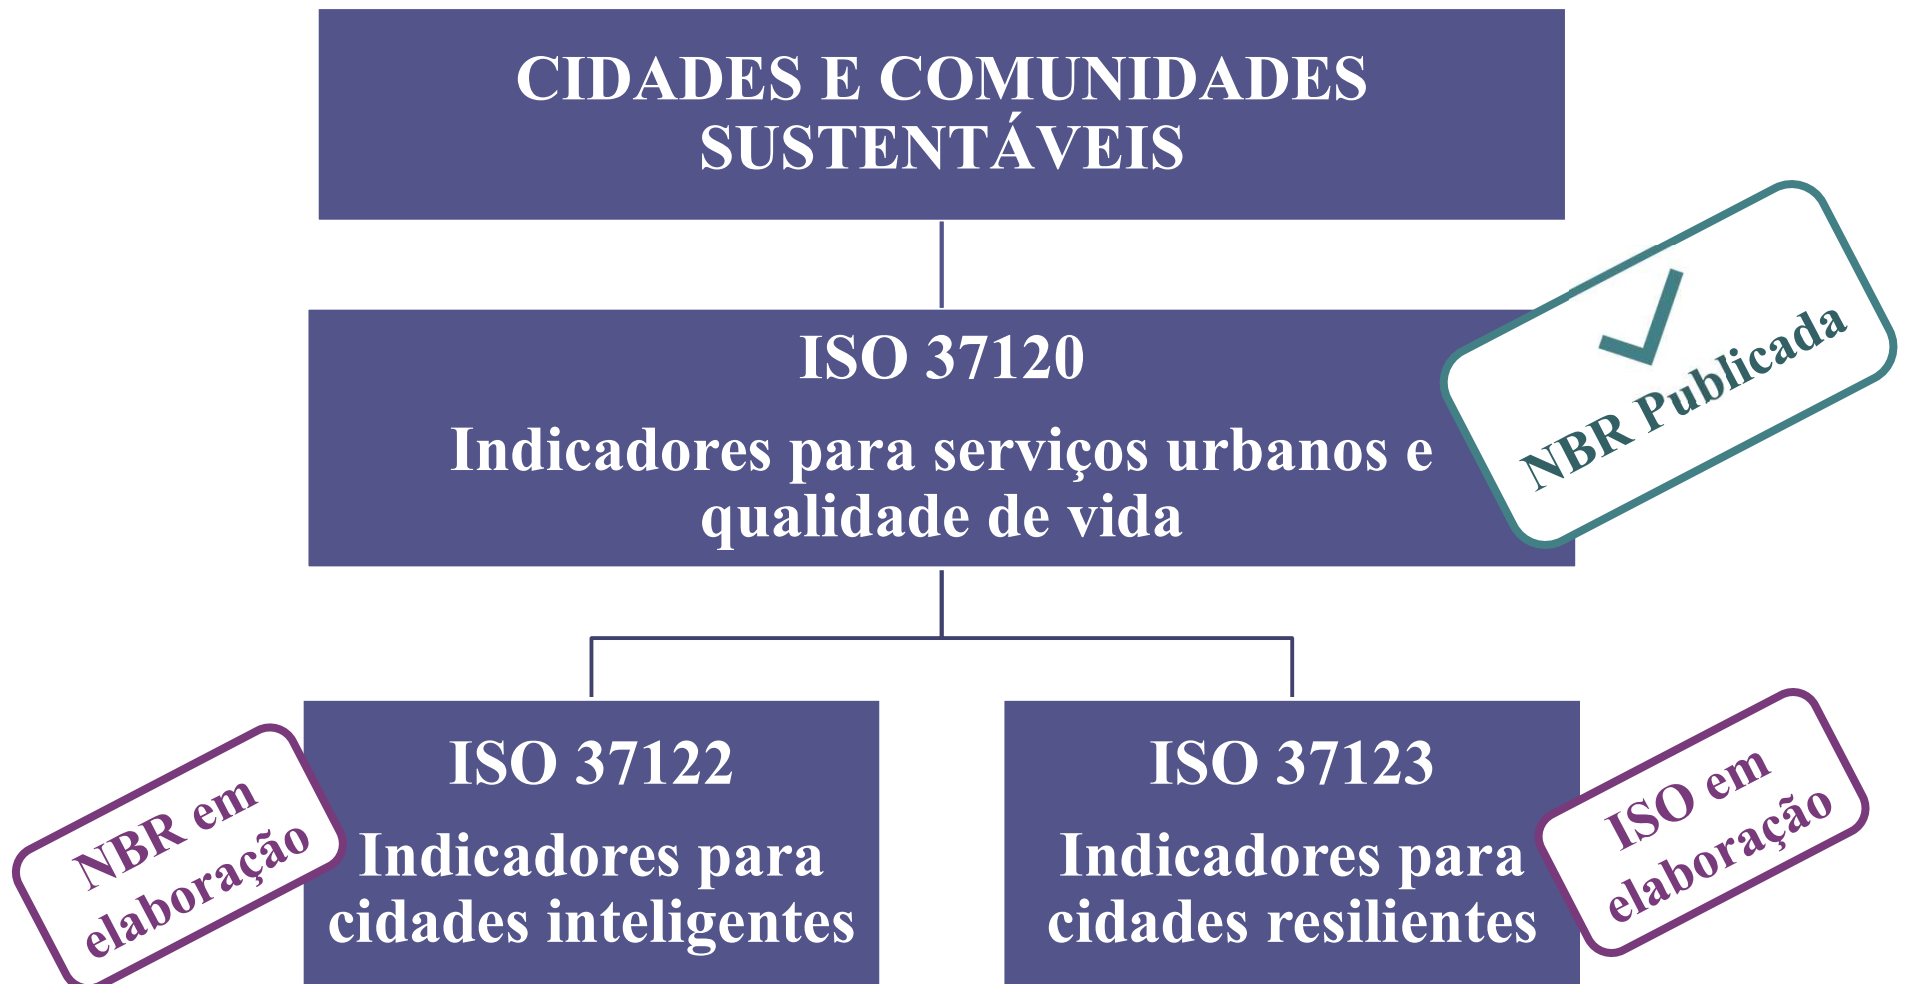 CIDADES E COMUNIDADES
SUSTENTÁVEIS
ISO 37120
Indicadores para serviços urbanos e
qualidade de vida
NBR Publicada
ISO 37122
Indicadores para
cidades inteligentes
NBR em
elaboração
ISO 37123
Indicadores para
cidades resilientes
ISO em
elaboração